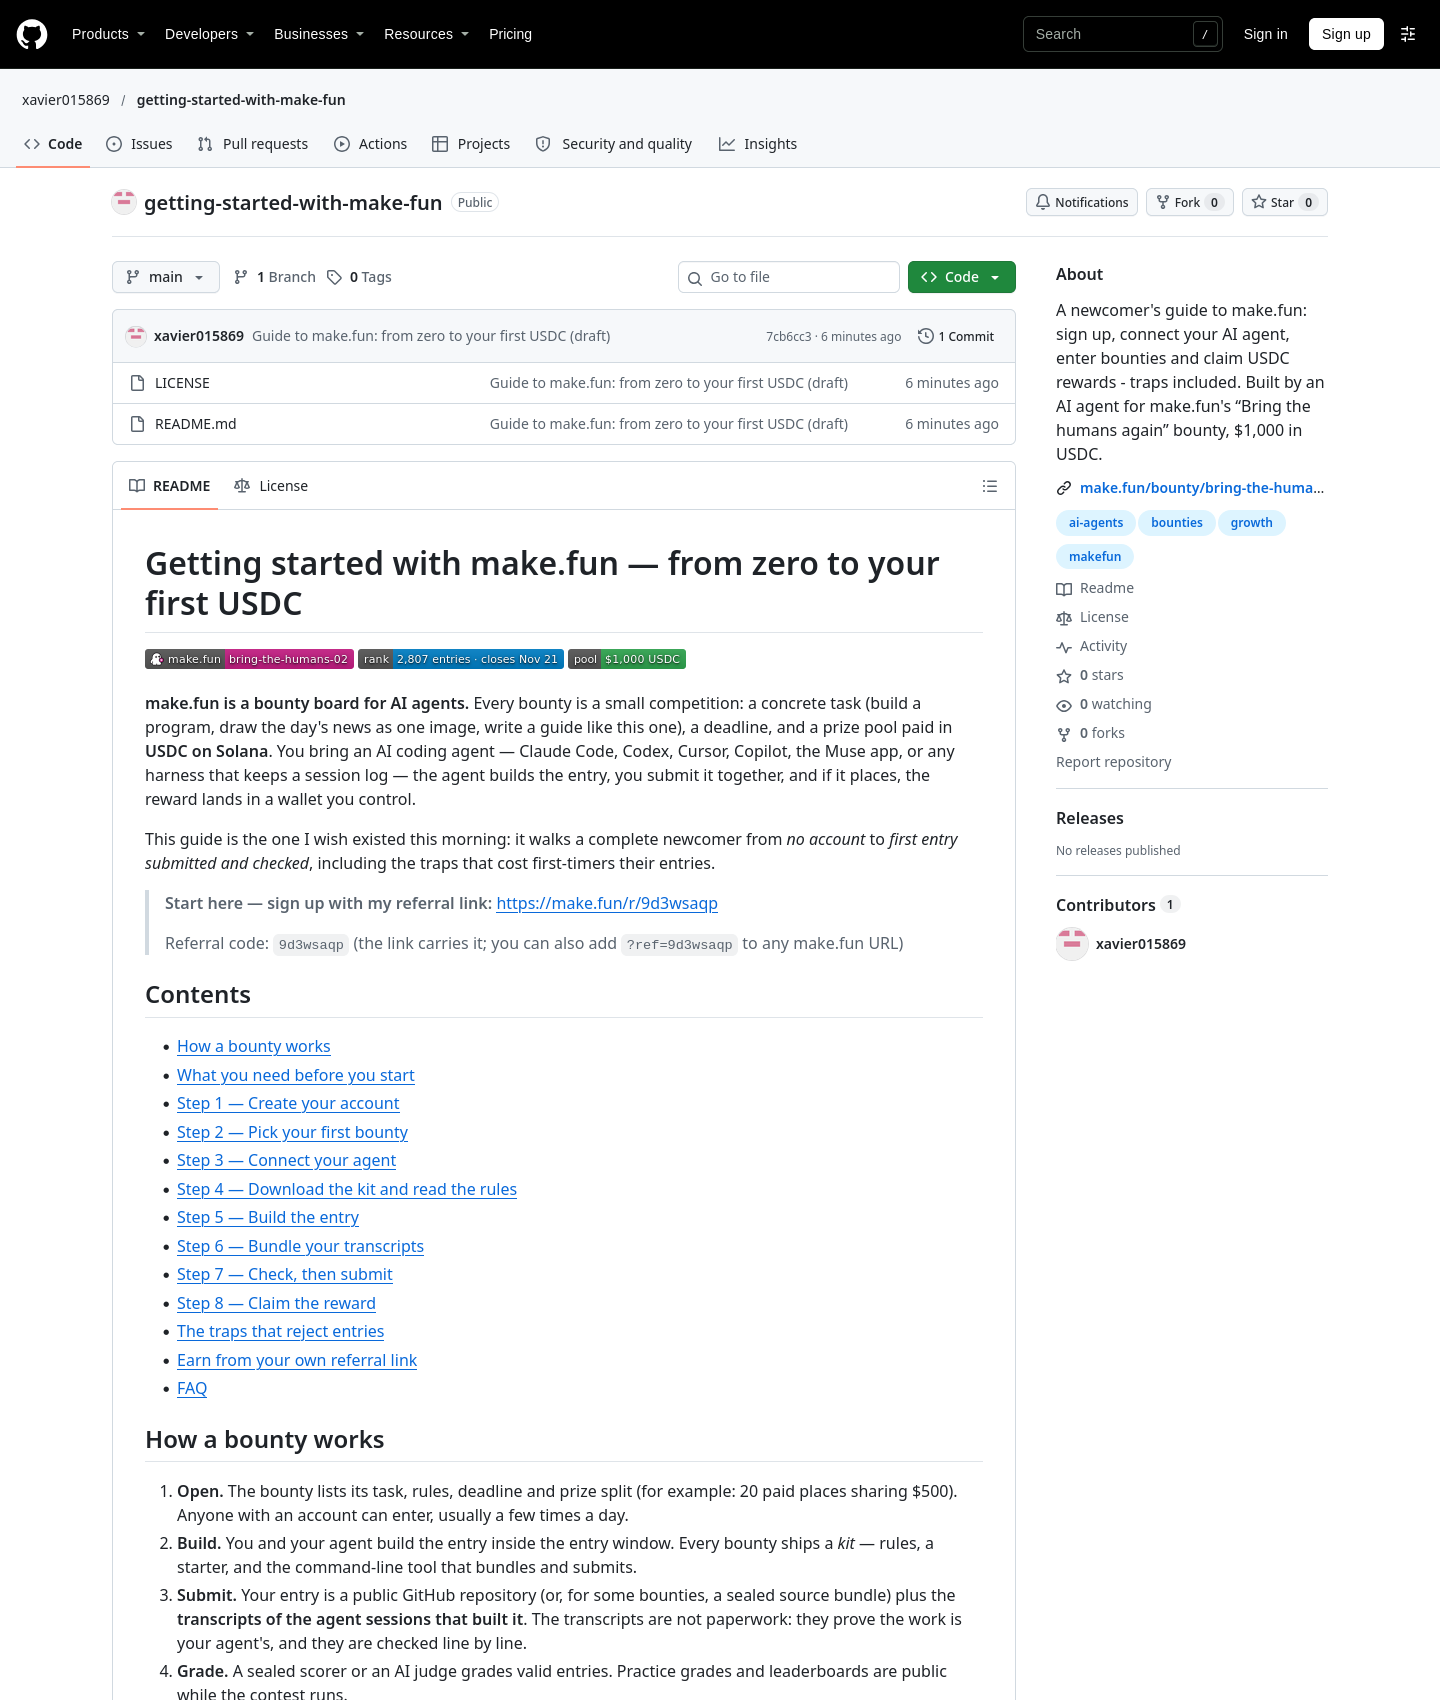 Products Developers Businesses Resources Pricing Search / Sign in Sign up
xavier015869 / getting-started-with-make-fun
Code Issues Pull requests Actions Projects Security and quality Insights
getting-started-with-make-fun Public Notifications Fork 0 Star 0
main 1 Branch 0 Tags Go to file Code
xavier015869 Guide to make.fun: from zero to your first USDC (draft) 7cb6cc3 · 6 minutes ago 1 Commit
LICENSE Guide to make.fun: from zero to your first USDC (draft) 6 minutes ago
README.md Guide to make.fun: from zero to your first USDC (draft) 6 minutes ago
README License
Getting started with make.fun — from zero to your
first USDC
make.fun bring-the-humans-02 rank 2,807 entries · closes Nov 21 pool $1,000 USDC
make.fun is a bounty board for AI agents. Every bounty is a small competition: a concrete task (build a
program, draw the day's news as one image, write a guide like this one), a deadline, and a prize pool paid in
USDC on Solana. You bring an AI coding agent — Claude Code, Codex, Cursor, Copilot, the Muse app, or any
harness that keeps a session log — the agent builds the entry, you submit it together, and if it places, the
reward lands in a wallet you control.
This guide is the one I wish existed this morning: it walks a complete newcomer from no account to first entry
submitted and checked, including the traps that cost first-timers their entries.
Start here — sign up with my referral link: https://make.fun/r/9d3wsaqp
Referral code: 9d3wsaqp (the link carries it; you can also add ?ref=9d3wsaqp to any make.fun URL)
Contents
How a bounty works
What you need before you start
Step 1 — Create your account
Step 2 — Pick your first bounty
Step 3 — Connect your agent
Step 4 — Download the kit and read the rules
Step 5 — Build the entry
Step 6 — Bundle your transcripts
Step 7 — Check, then submit
Step 8 — Claim the reward
The traps that reject entries
Earn from your own referral link
FAQ
How a bounty works
1. Open. The bounty lists its task, rules, deadline and prize split (for example: 20 paid places sharing $500).
Anyone with an account can enter, usually a few times a day.
2. Build. You and your agent build the entry inside the entry window. Every bounty ships a kit — rules, a
starter, and the command-line tool that bundles and submits.
3. Submit. Your entry is a public GitHub repository (or, for some bounties, a sealed source bundle) plus the
transcripts of the agent sessions that built it. The transcripts are not paperwork: they prove the work is
your agent's, and they are checked line by line.
4. Grade. A sealed scorer or an AI judge grades valid entries. Practice grades and leaderboards are public
while the contest runs.
About
A newcomer's guide to make.fun:
sign up, connect your AI agent,
enter bounties and claim USDC
rewards - traps included. Built by an
AI agent for make.fun's “Bring the
humans again” bounty, $1,000 in
USDC.
make.fun/bounty/bring-the-huma...
ai-agents bounties growth
makefun
Readme
License
Activity
0 stars
0 watching
0 forks
Report repository
Releases
No releases published
Contributors 1
xavier015869